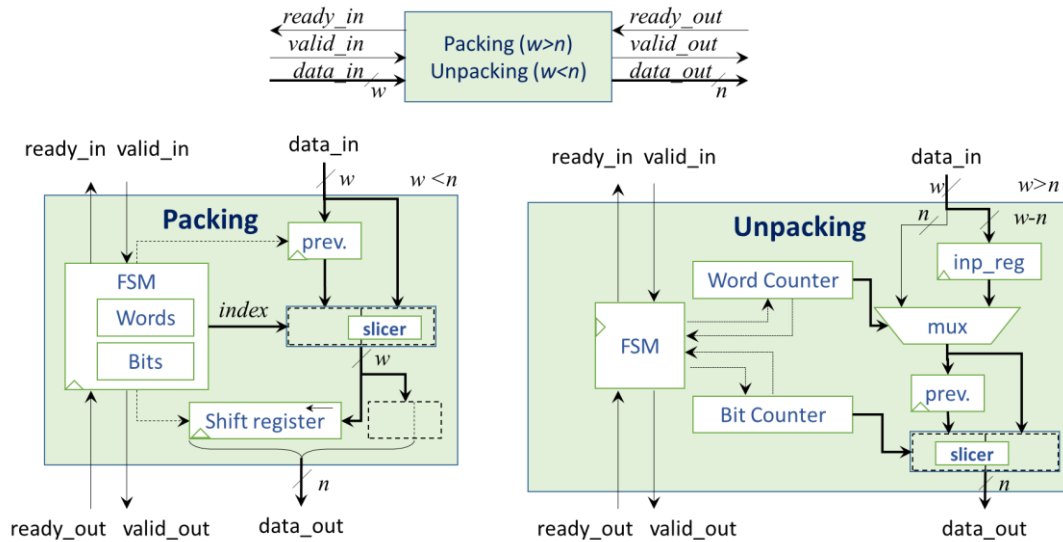 ready_in
valid_in
data_in
w
Packing (w>n)
Unpacking (w<n)
ready_out
valid_out
data_out
n
ready_in valid_in
data_in
w
w <n
Packing
prev.
FSM
Words
Bits
index
slicer
w
Shift register
n
ready_out valid_out
data_out
ready_in valid_in
data_in
w
w>n
n
w-n
Unpacking
inp_reg
Word Counter
mux
FSM
prev.
Bit Counter
slicer
n
ready_out valid_out
data_out